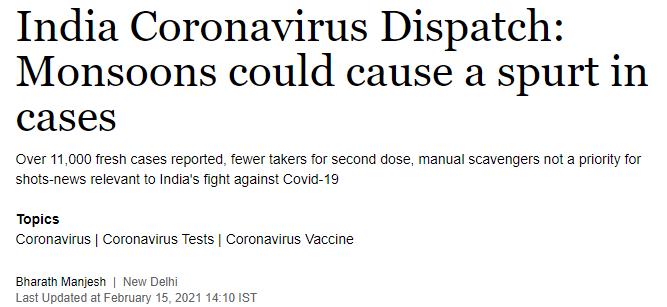 India Coronavirus Dispatch:
Monsoons could cause a spurt in
cases
Over 11,000 fresh cases reported, fewer takers for second dose, manual scavengers not a priority for
shots-news relevant to India's fight against Covid-19
Topics
Coronavirus | Coronavirus Tests | Coronavirus Vaccine
Bharath Manjesh | New Delhi
Last Updated at February 15, 2021 14:10 IST